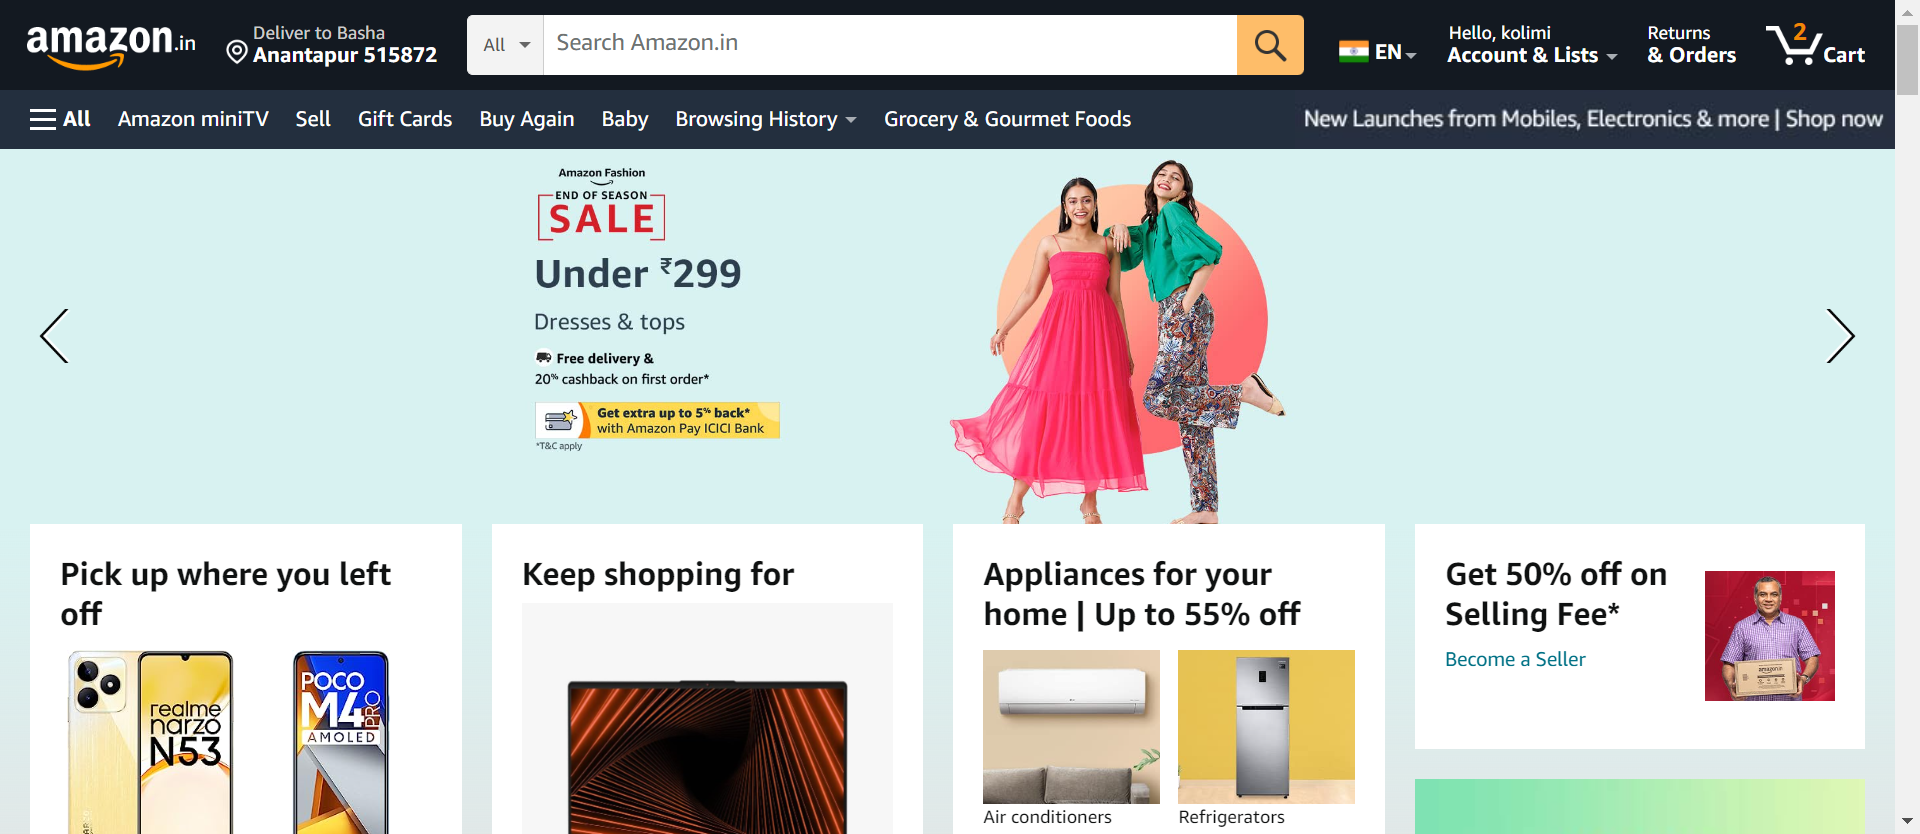 amazon.in
Deliver to Basha
Anantapur 515872
All
Search Amazon.in
EN
Hello, kolimi
Account & Lists
Returns
& Orders
2
Cart
All
Amazon miniTV
Sell
Gift Cards
Buy Again
Baby
Browsing History
Grocery & Gourmet Foods
New Launches from Mobiles, Electronics & more | Shop now
Amazon Fashion
END OF SEASON
SALE
Under ₹299
Dresses & tops
Free delivery &
20% cashback on first order*
Get extra up to 5% back*
with Amazon Pay ICICI Bank
*T&C apply
Pick up where you left
off
realme
narzo
N53
POCO
M4
PRO
AMOLED
Keep shopping for
Appliances for your
home | Up to 55% off
Air conditioners
Refrigerators
Get 50% off on
Selling Fee*
Become a Seller
amazon.in